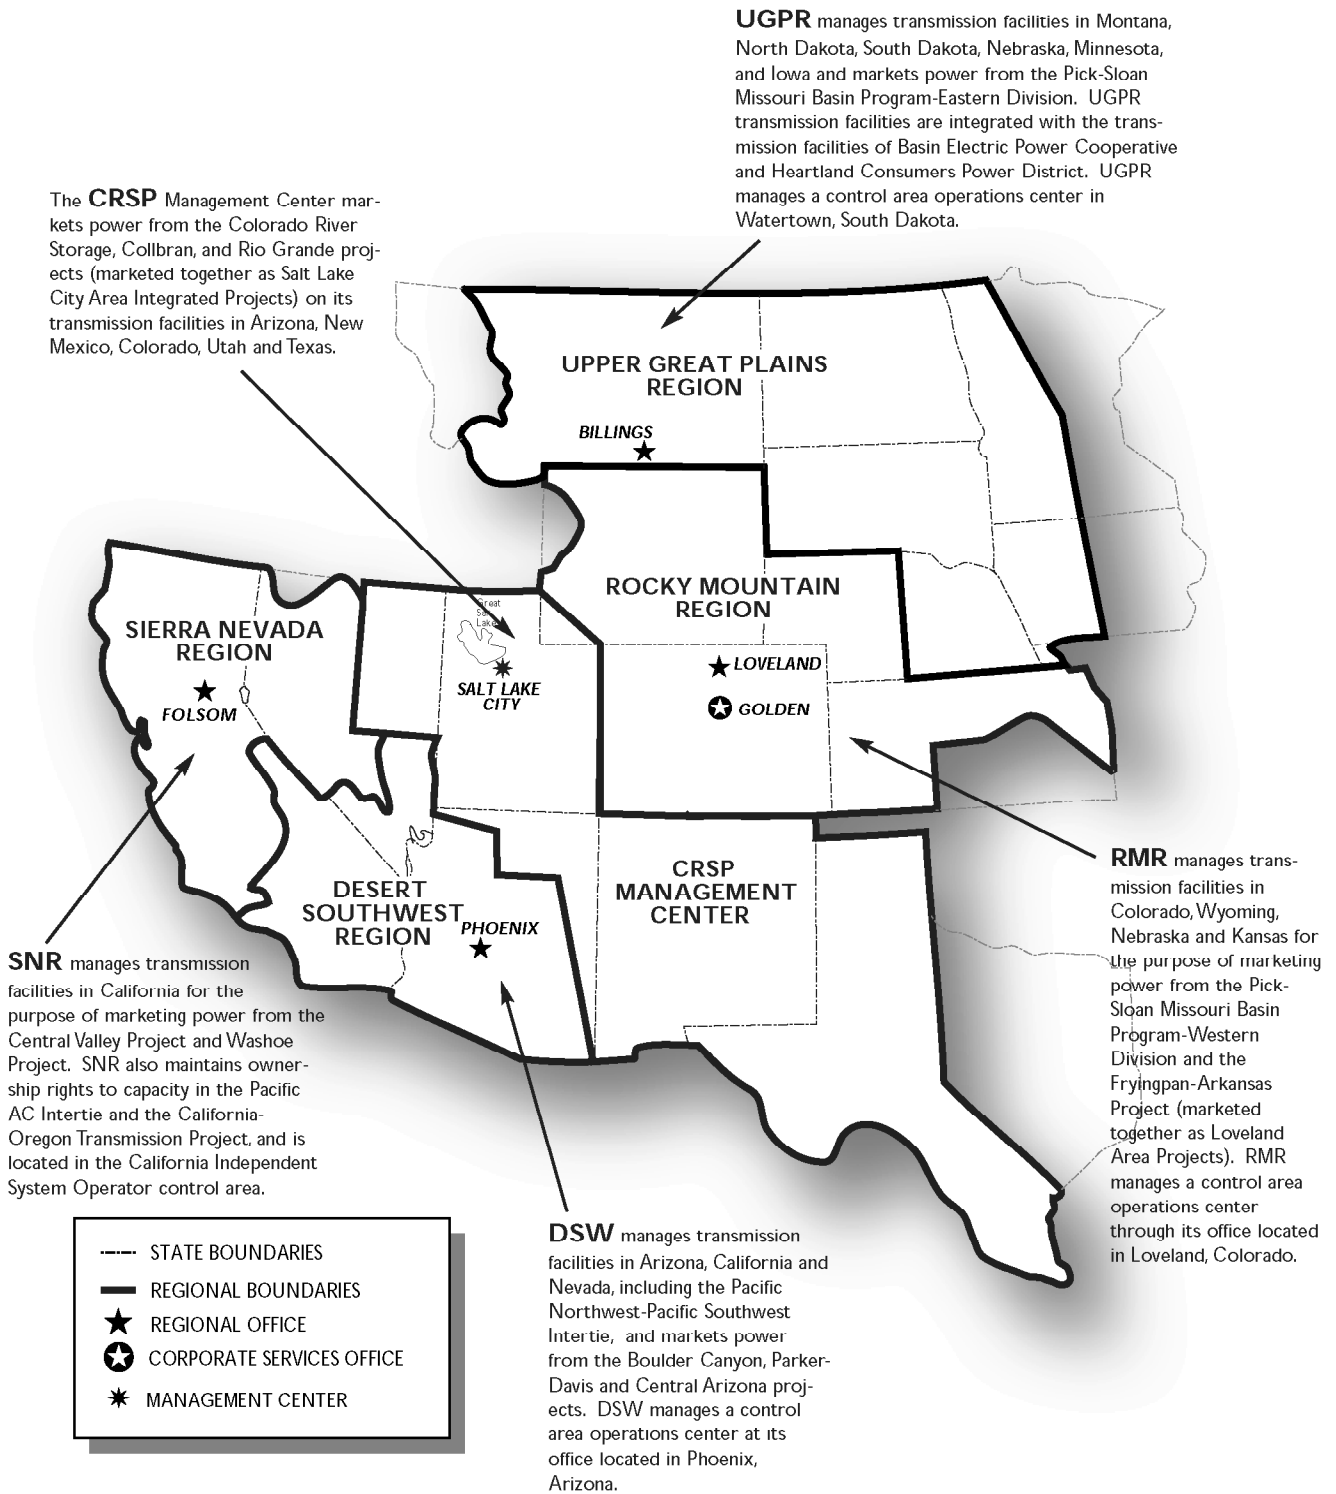 UGPR manages transmission facilities in Montana,
North Dakota, South Dakota, Nebraska, Minnesota,
and Iowa and markets power from the Pick-Sloan
Missouri Basin Program-Eastern Division. UGPR
transmission facilities are integrated with the trans-
mission facilities of Basin Electric Power Cooperative
and Heartland Consumers Power District. UGPR
manages a control area operations center in
Watertown, South Dakota.
The CRSP Management Center mar-
kets power from the Colorado River
Storage, Collbran, and Rio Grande proj-
ects (marketed together as Salt Lake
City Area Integrated Projects) on its
transmission facilities in Arizona, New
Mexico, Colorado, Utah and Texas.
UPPER GREAT PLAINS
REGION
BILLINGS
ROCKY MOUNTAIN
REGION
LOVELAND
GOLDEN
Great
Salt
Lake
SALT LAKE
CITY
SIERRA NEVADA
REGION
FOLSOM
CRSP
MANAGEMENT
CENTER
DESERT
SOUTHWEST
REGION
PHOENIX
RMR manages trans-
mission facilities in
Colorado, Wyoming,
Nebraska and Kansas for
the purpose of marketing
power from the Pick-
Sloan Missouri Basin
Program-Western
Division and the
Fryingpan-Arkansas
Project (marketed
together as Loveland
Area Projects). RMR
manages a control area
operations center
through its office located
in Loveland, Colorado.
SNR manages transmission
facilities in California for the
purpose of marketing power from the
Central Valley Project and Washoe
Project. SNR also maintains owner-
ship rights to capacity in the Pacific
AC Intertie and the California-
Oregon Transmission Project, and is
located in the California Independent
System Operator control area.
DSW manages transmission
facilities in Arizona, California and
Nevada, including the Pacific
Northwest-Pacific Southwest
Intertie, and markets power
from the Boulder Canyon, Parker-
Davis and Central Arizona proj-
ects. DSW manages a control
area operations center at its
office located in Phoenix,
Arizona.
STATE BOUNDARIES
REGIONAL BOUNDARIES
REGIONAL OFFICE
CORPORATE SERVICES OFFICE
MANAGEMENT CENTER